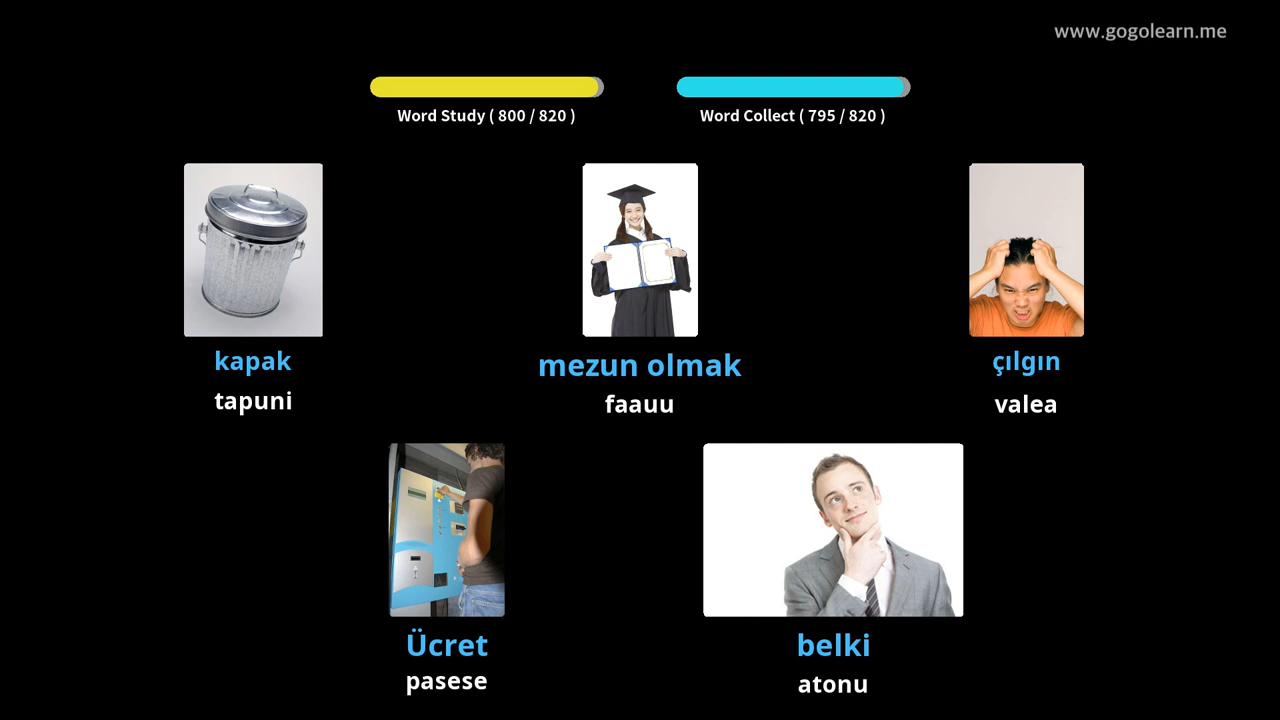 www.gogolearn.me
Word Study ( 800 / 820 )
Word Collect ( 795 / 820 )
kapak
tapuni
mezun olmak
faauu
çılgın
valea
Ücret
pasese
belki
atonu